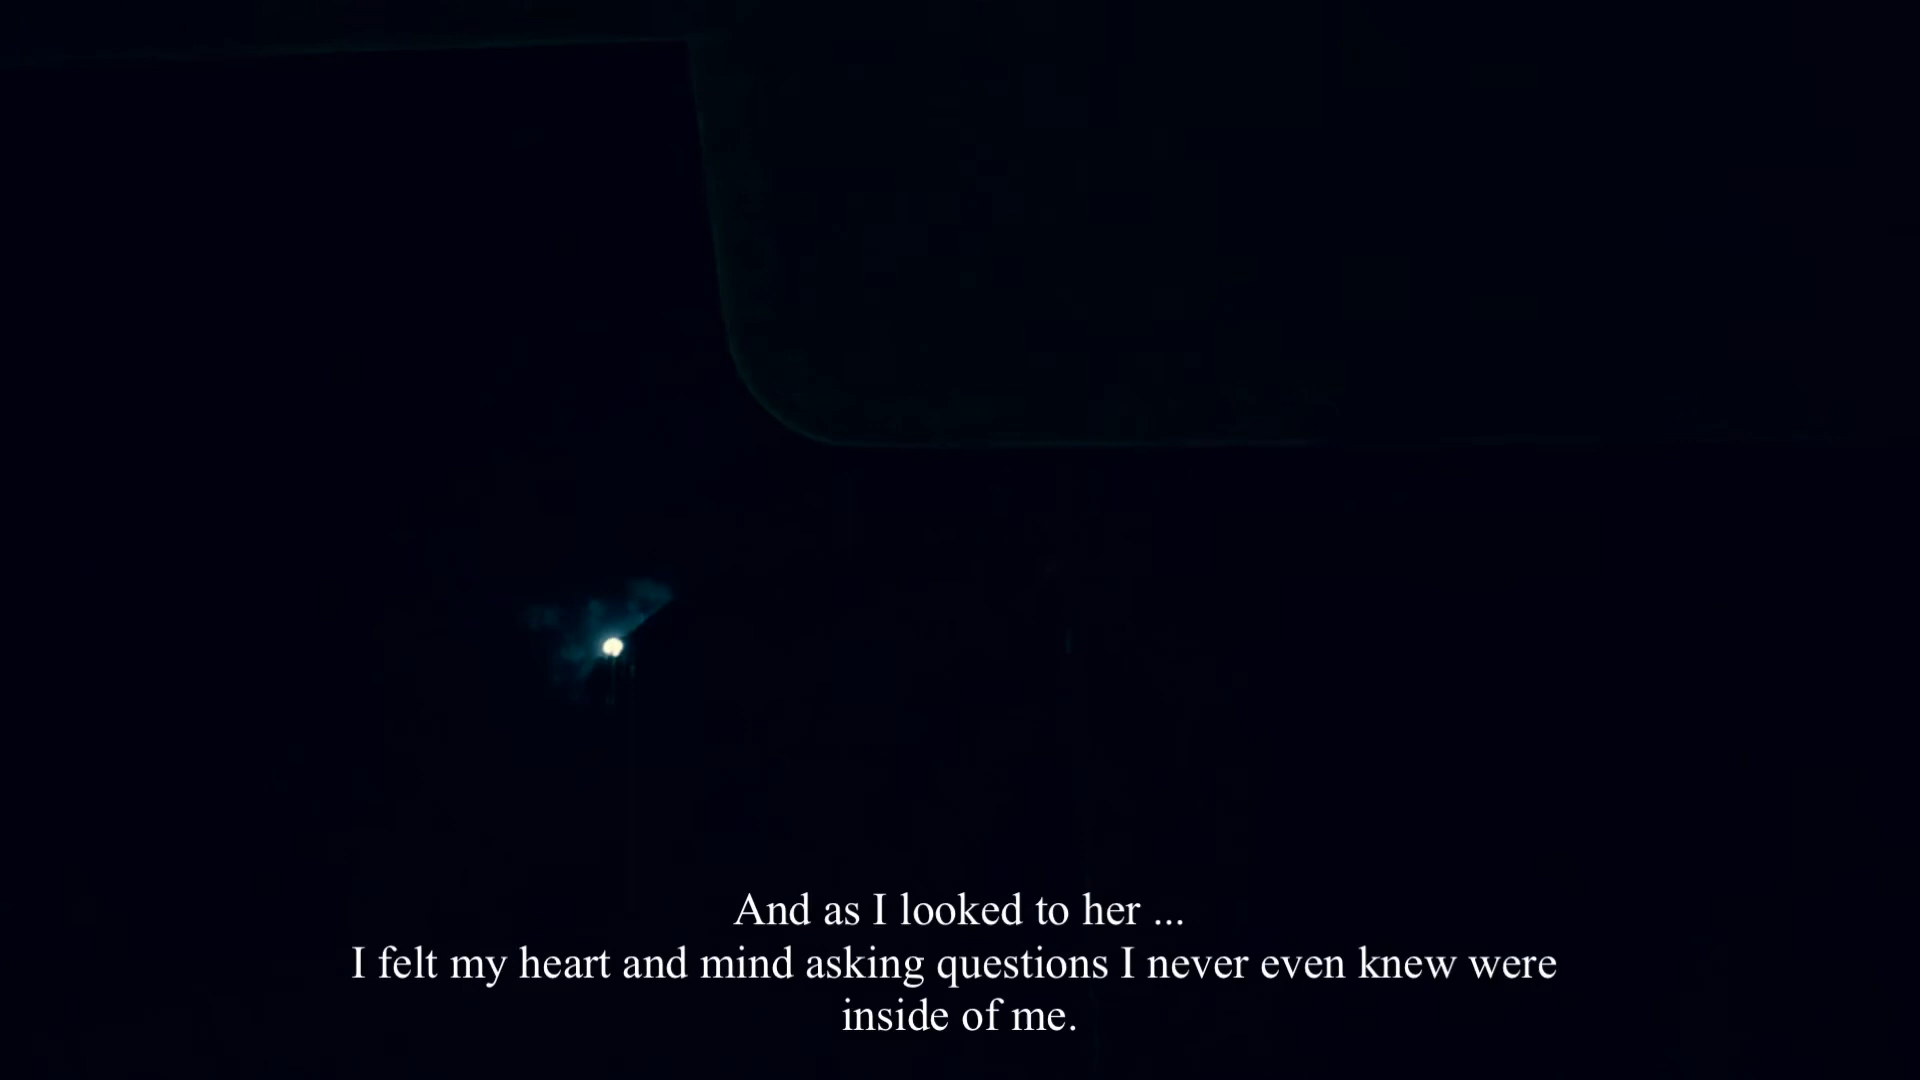 And as I looked to her ...
I felt my heart and mind asking questions I never even knew were
inside of me.